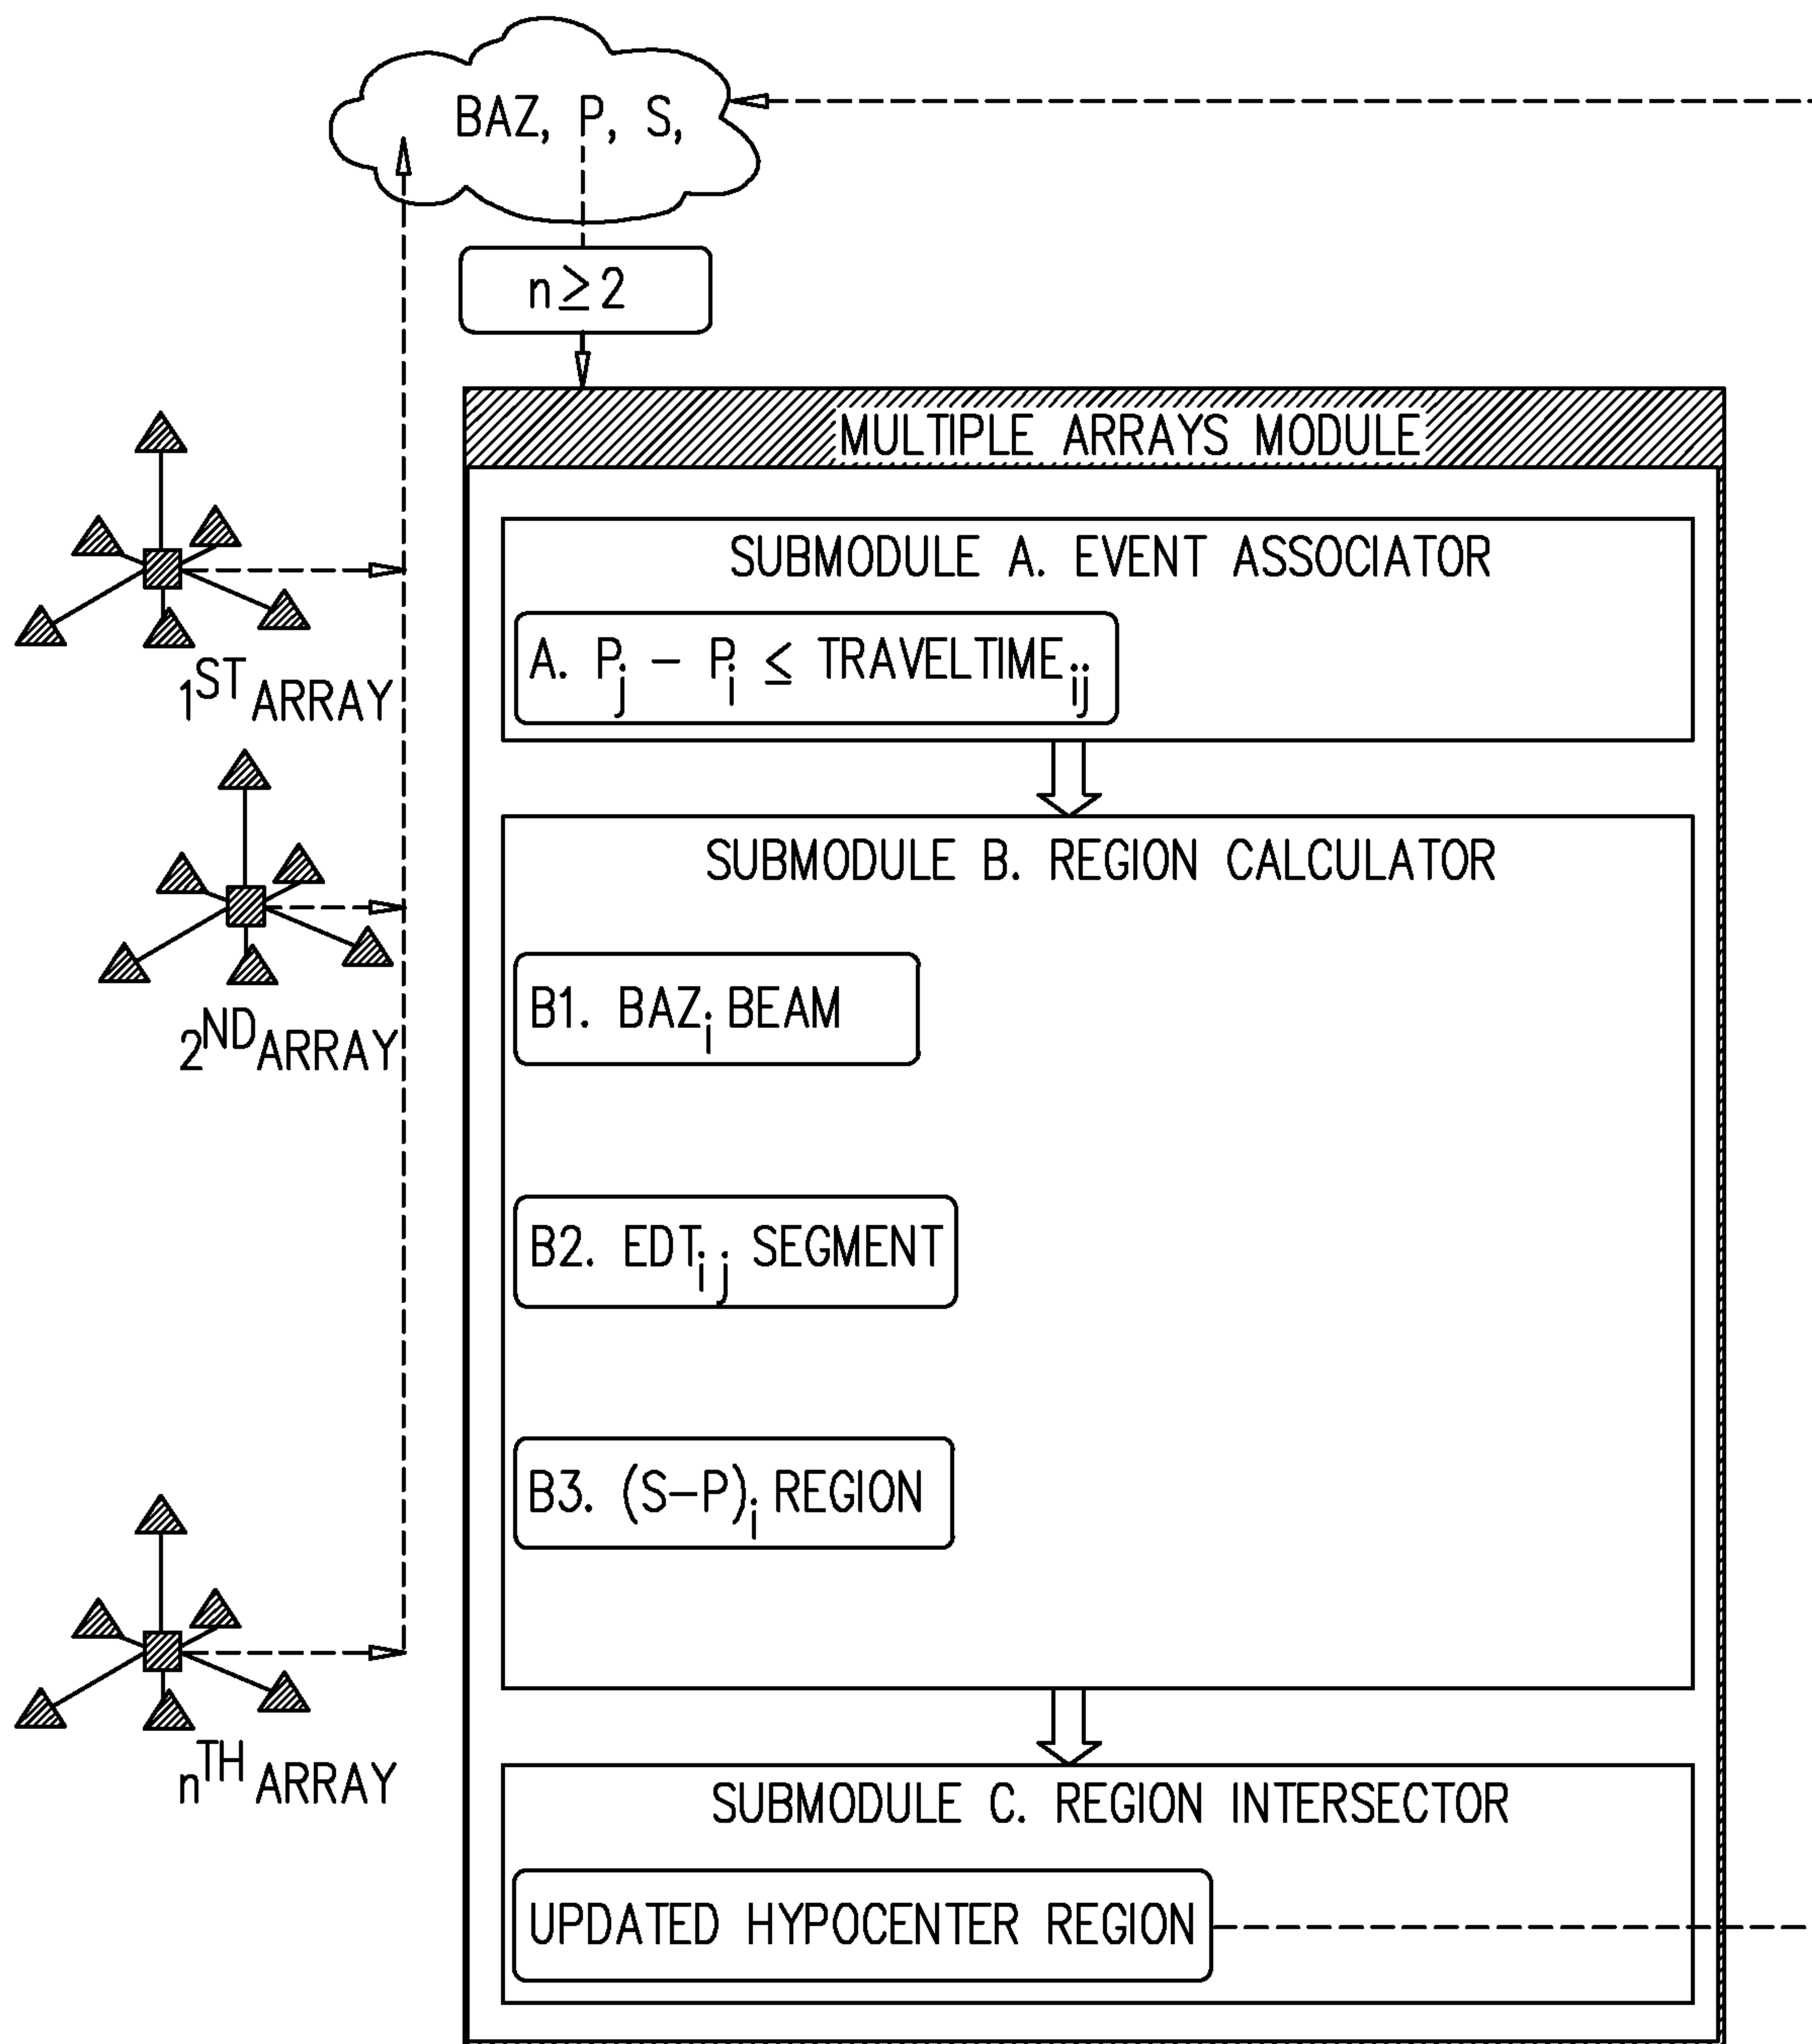 BAZ, P, S,
n≥2
MULTIPLE ARRAYS MODULE
SUBMODULE A. EVENT ASSOCIATOR
A. Pj − Pi ≤ TRAVELTIMEij
1ST ARRAY
SUBMODULE B. REGION CALCULATOR
B1. BAZi BEAM
2ND ARRAY
B2. EDTij SEGMENT
B3. (S−P)i REGION
nTH ARRAY
SUBMODULE C. REGION INTERSECTOR
UPDATED HYPOCENTER REGION